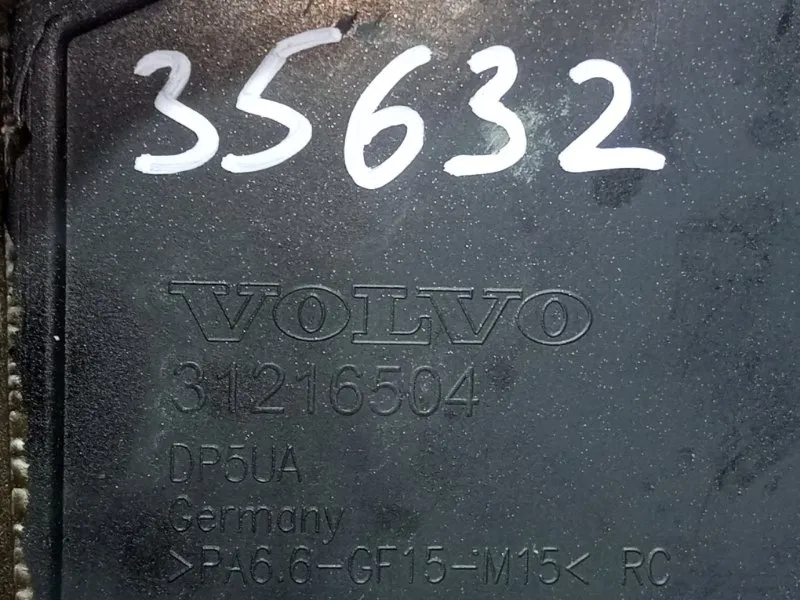 35632
VOLVO
31216504
DP5UA
Germany
>PA6.6-GF15-M15< RC